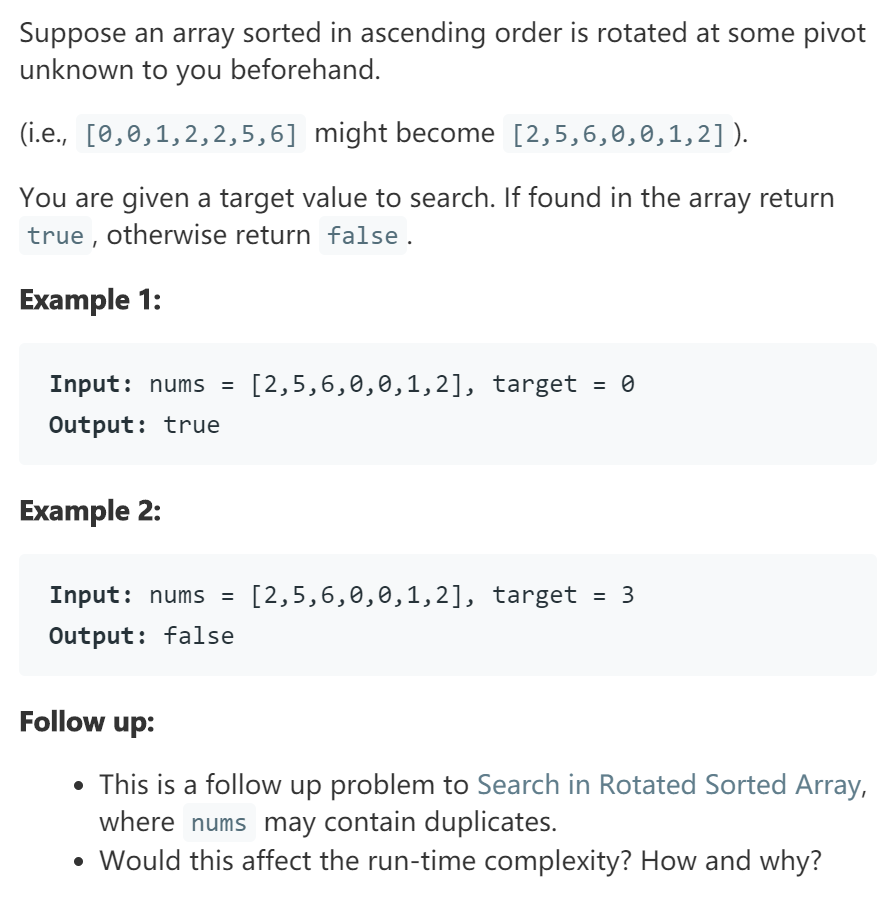 Suppose an array sorted in ascending order is rotated at some pivot
unknown to you beforehand.
(i.e., [0,0,1,2,2,5,6] might become [2,5,6,0,0,1,2] ).
You are given a target value to search. If found in the array return
true , otherwise return false .
Example 1:
Input: nums = [2,5,6,0,0,1,2], target = 0
Output: true
Example 2:
Input: nums = [2,5,6,0,0,1,2], target = 3
Output: false
Follow up:
• This is a follow up problem to Search in Rotated Sorted Array,
where nums may contain duplicates.
• Would this affect the run-time complexity? How and why?